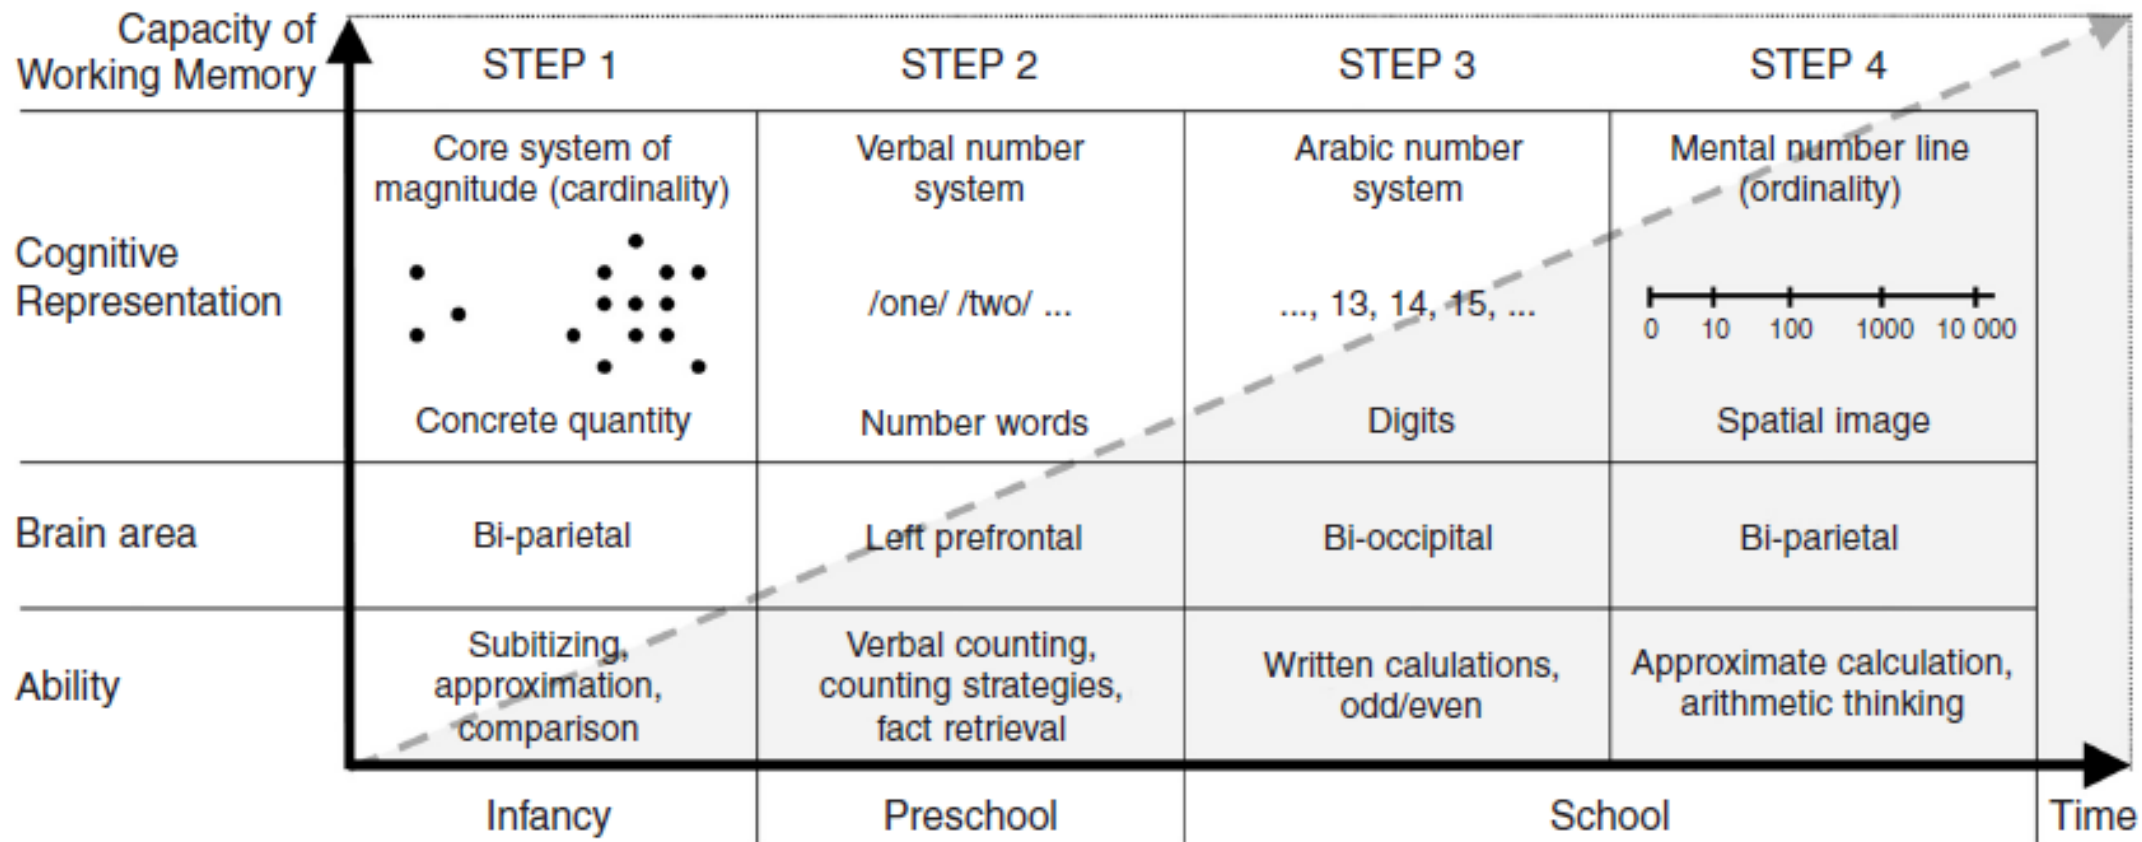 Capacity of
Working Memory
STEP 1
STEP 2
STEP 3
STEP 4
Cognitive
Representation
Core system of
magnitude (cardinality)
Concrete quantity
Verbal number
system
/one/ /two/ ...
Number words
Arabic number
system
..., 13, 14, 15, ...
Digits
Mental number line
(ordinality)
0 10 100 1000 10 000
Spatial image
Brain area
Bi-parietal
Left prefrontal
Bi-occipital
Bi-parietal
Ability
Subitizing,
approximation,
comparison
Verbal counting,
counting strategies,
fact retrieval
Written calulations,
odd/even
Approximate calculation,
arithmetic thinking
Infancy
Preschool
School
Time